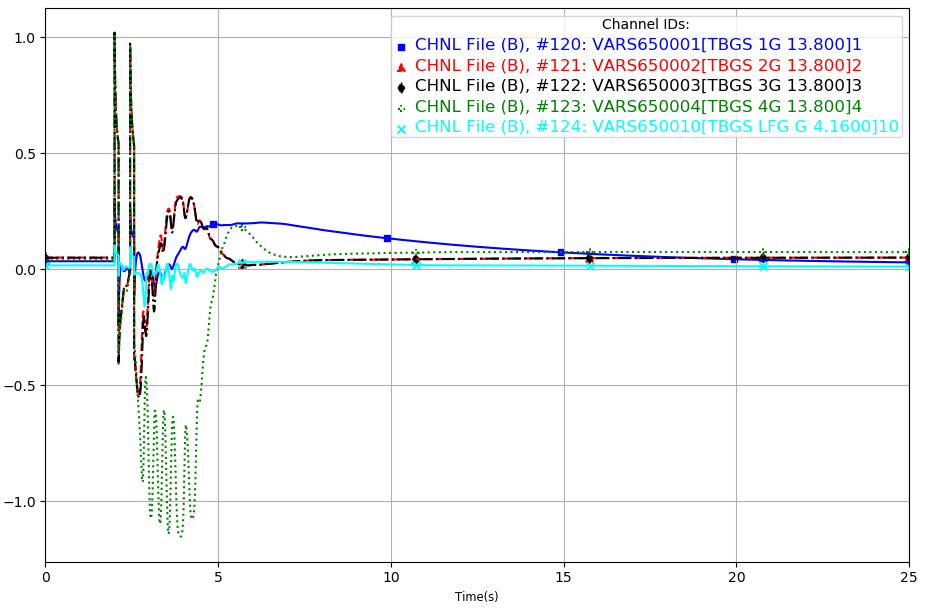 Channel IDs:
CHNL File (B), #120: VARS650001[TBGS 1G 13.800]1
CHNL File (B), #121: VARS650002[TBGS 2G 13.800]2
CHNL File (B), #122: VARS650003[TBGS 3G 13.800]3
CHNL File (B), #123: VARS650004[TBGS 4G 13.800]4
CHNL File (B), #124: VARS650010[TBGS LFG G 4.1600]10
1.0
0.5
0.0
−0.5
−1.0
0 5 10 15 20 25
Time(s)